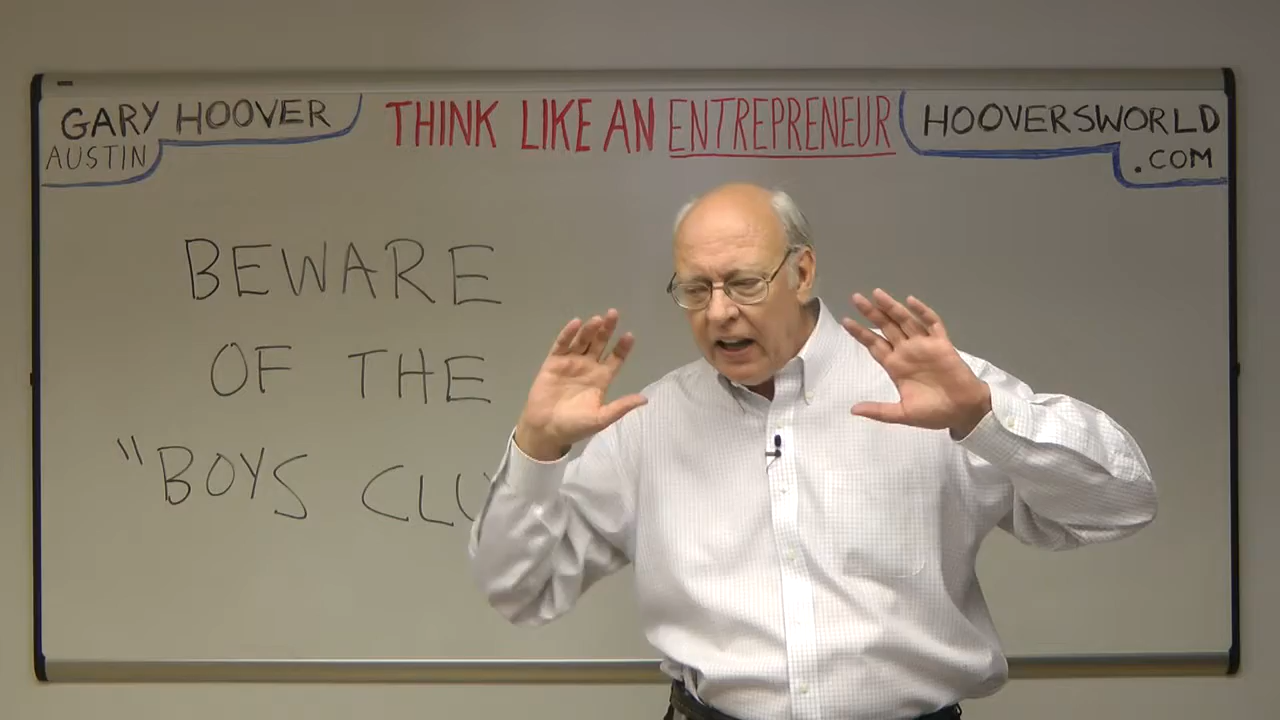 GARY HOOVER
AUSTIN
THINK LIKE AN ENTREPRENEUR
HOOVERSWORLD
.COM
BEWARE
OF THE
"BOYS